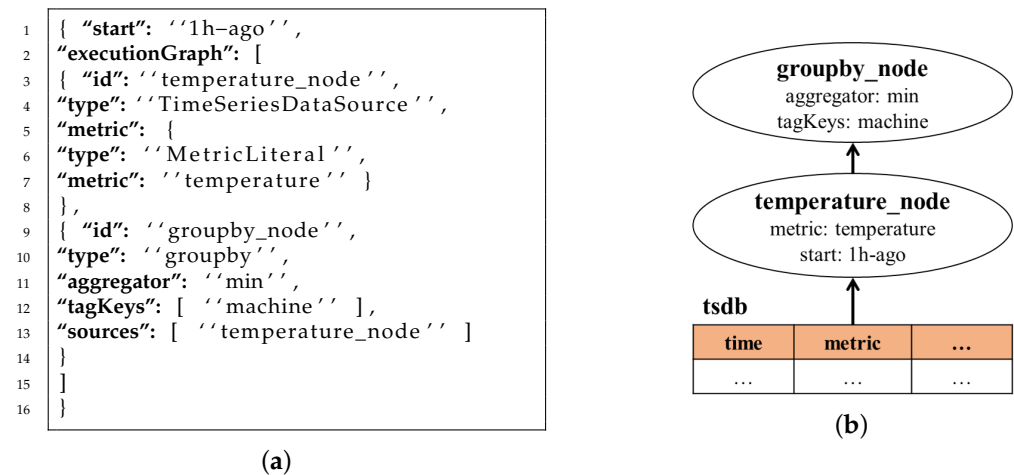 1 { “start”: ‘‘1h−ago’’,
2 “executionGraph”: [
3 { “id”: ‘‘temperature_node’’,
4 “type”: ‘‘TimeSeriesDataSource’’,
5 “metric”: {
6 “type”: ‘‘MetricLiteral’’,
7 “metric”: ’’temperature’’ }
8 },
9 { “id”: ‘‘groupby_node’’,
10 “type”: ‘‘groupby’’,
11 “aggregator”: ‘‘min’’,
12 “tagKeys”: [ ‘‘machine’’ ],
13 “sources”: [ ‘‘temperature_node’’ ]
14 }
15 ]
16 }
(a)
groupby_node
aggregator: min
tagKeys: machine
temperature_node
metric: temperature
start: 1h-ago
tsdb
time metric ...
... ... ...
(b)